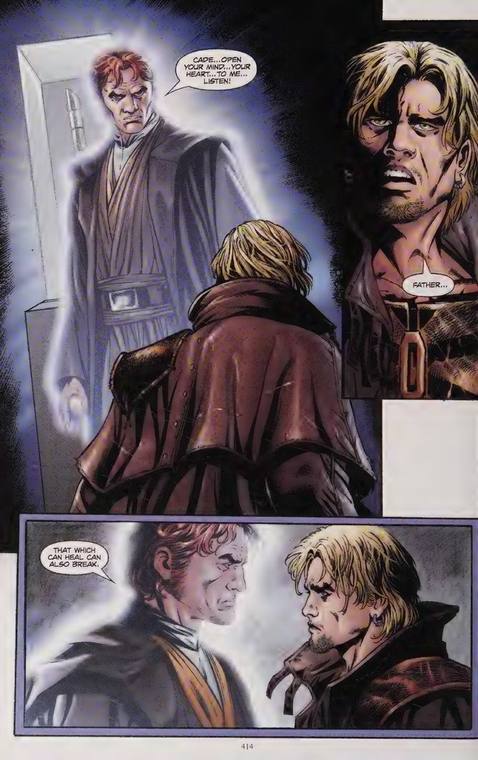 CADE...OPEN
YOUR MIND...YOUR
HEART...TO ME...
LISTEN!
FATHER...
THAT WHICH
CAN HEAL CAN
ALSO BREAK.
414